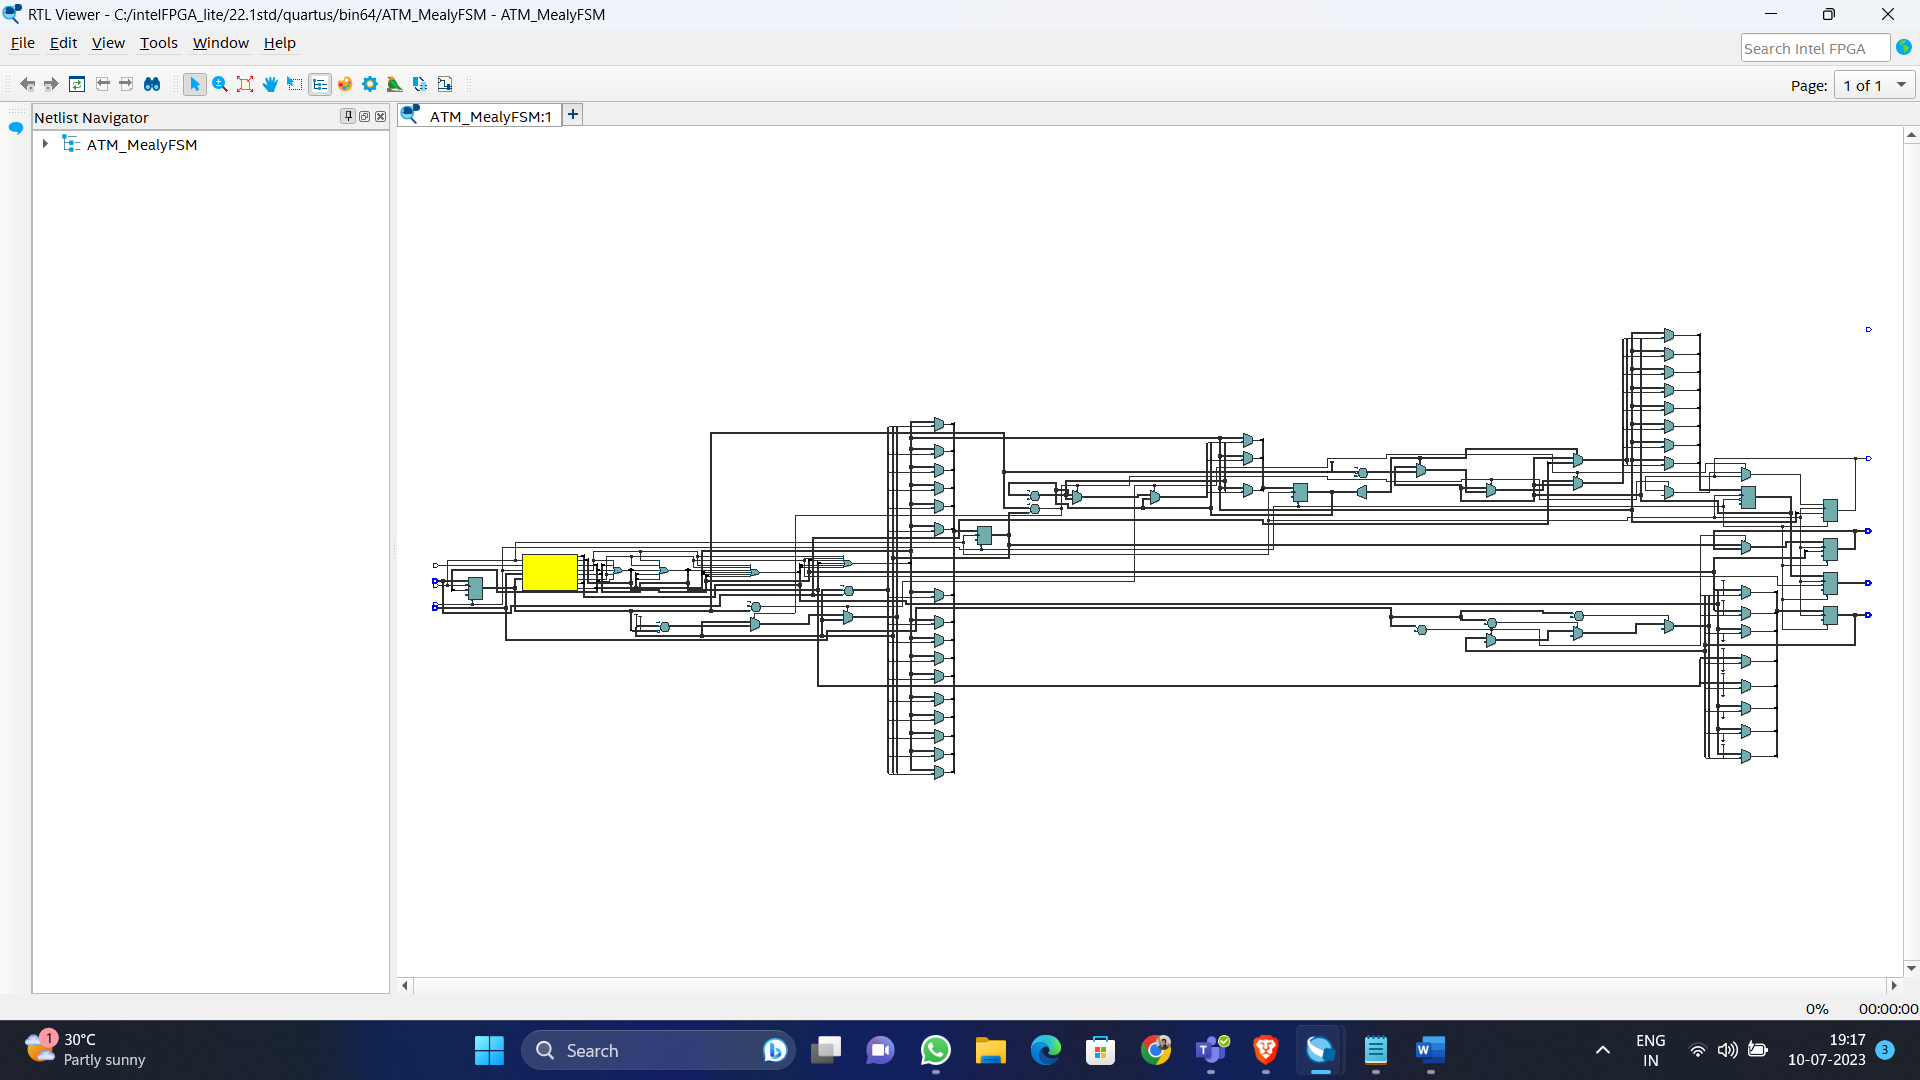 RTL Viewer - C:/intelFPGA_lite/22.1std/quartus/bin64/ATM_MealyFSM - ATM_MealyFSM
File Edit View Tools Window Help
Search Intel FPGA
Page: 1 of 1
Netlist Navigator
ATM_MealyFSM:1
ATM_MealyFSM
0% 00:00:00
1
30°C
Partly sunny
Search
ENG
IN
19:17
10-07-2023
3